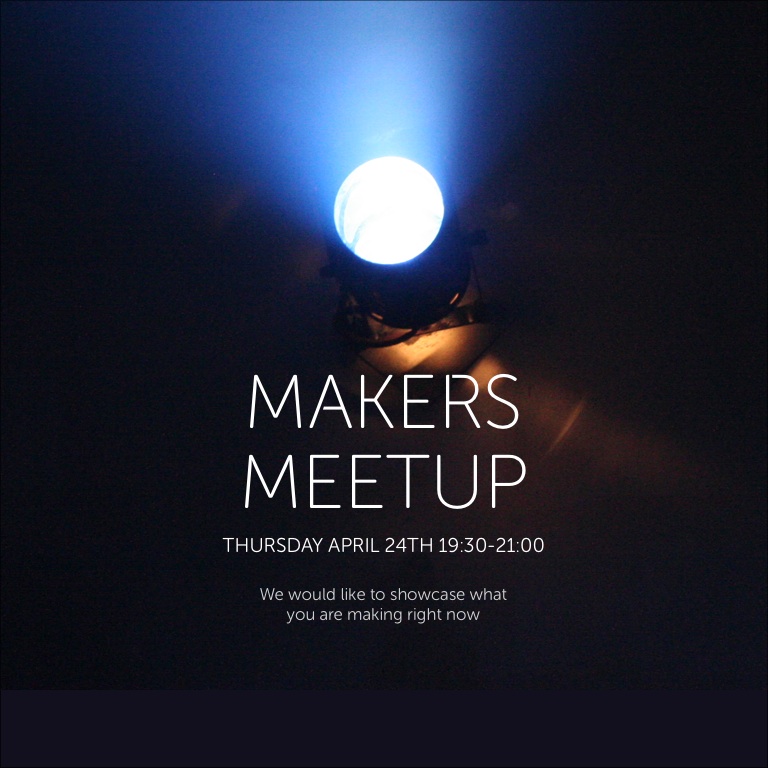 MAKERS
MEETUP
THURSDAY APRIL 24TH 19:30-21:00
We would like to showcase what
you are making right now